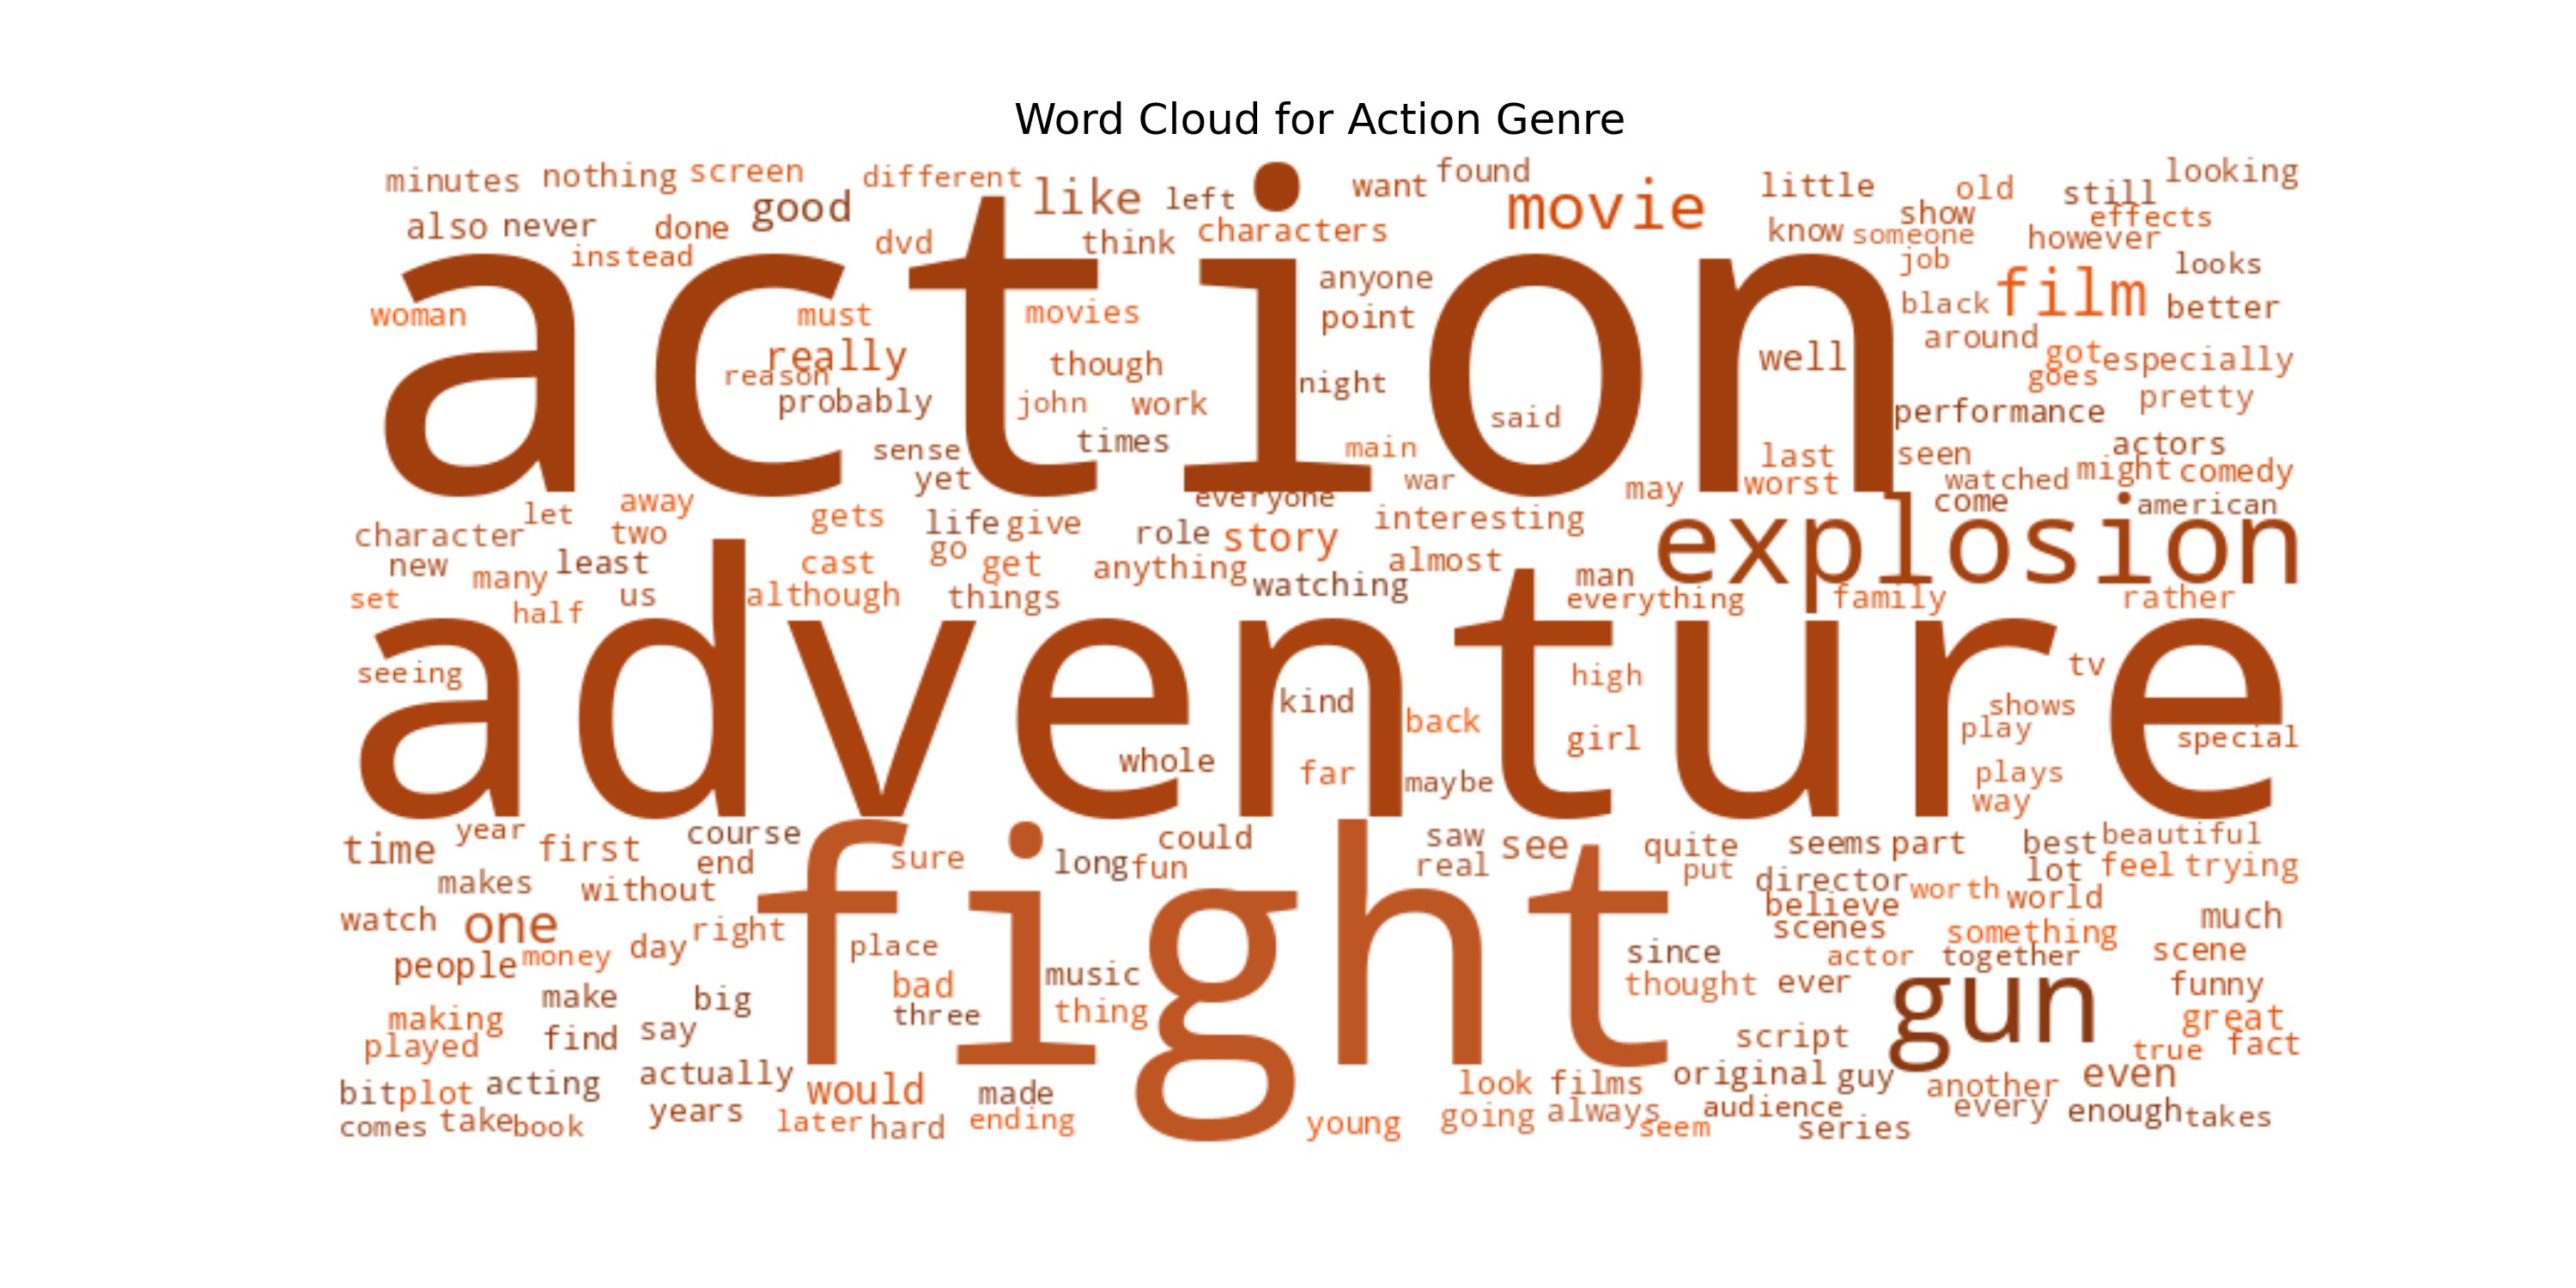 Word Cloud for Action Genre
minutes nothing screen different like left want found movie little old still looking
also never done good dvd think characters know show effects
instead someone however
action
anyone job looks
woman must movies point black film better
really though around got especially
reason night well goes
probably john work said performance pretty
sense times main last seen actors
yet war may worst watched might comedy
everyone come american
let away gets life give role story interesting explosion
character two
new many least cast go get anything watching almost man
set half us although things everything family rather
adventure
seeing high tv
kind back girl shows
play special
whole far maybe plays
way
time year first course end sure long fun could saw see quite seems part best beautiful
makes without real put director lot feel trying
fight
watch one right believe worth world much
people money day place scenes something scene
since actor together
making make big bad music thought ever gun funny
played find say three thing script great
true fact
bit plot acting actually would made look films original guy another even
comes take book years later hard ending young going always audience every enough takes
seem series